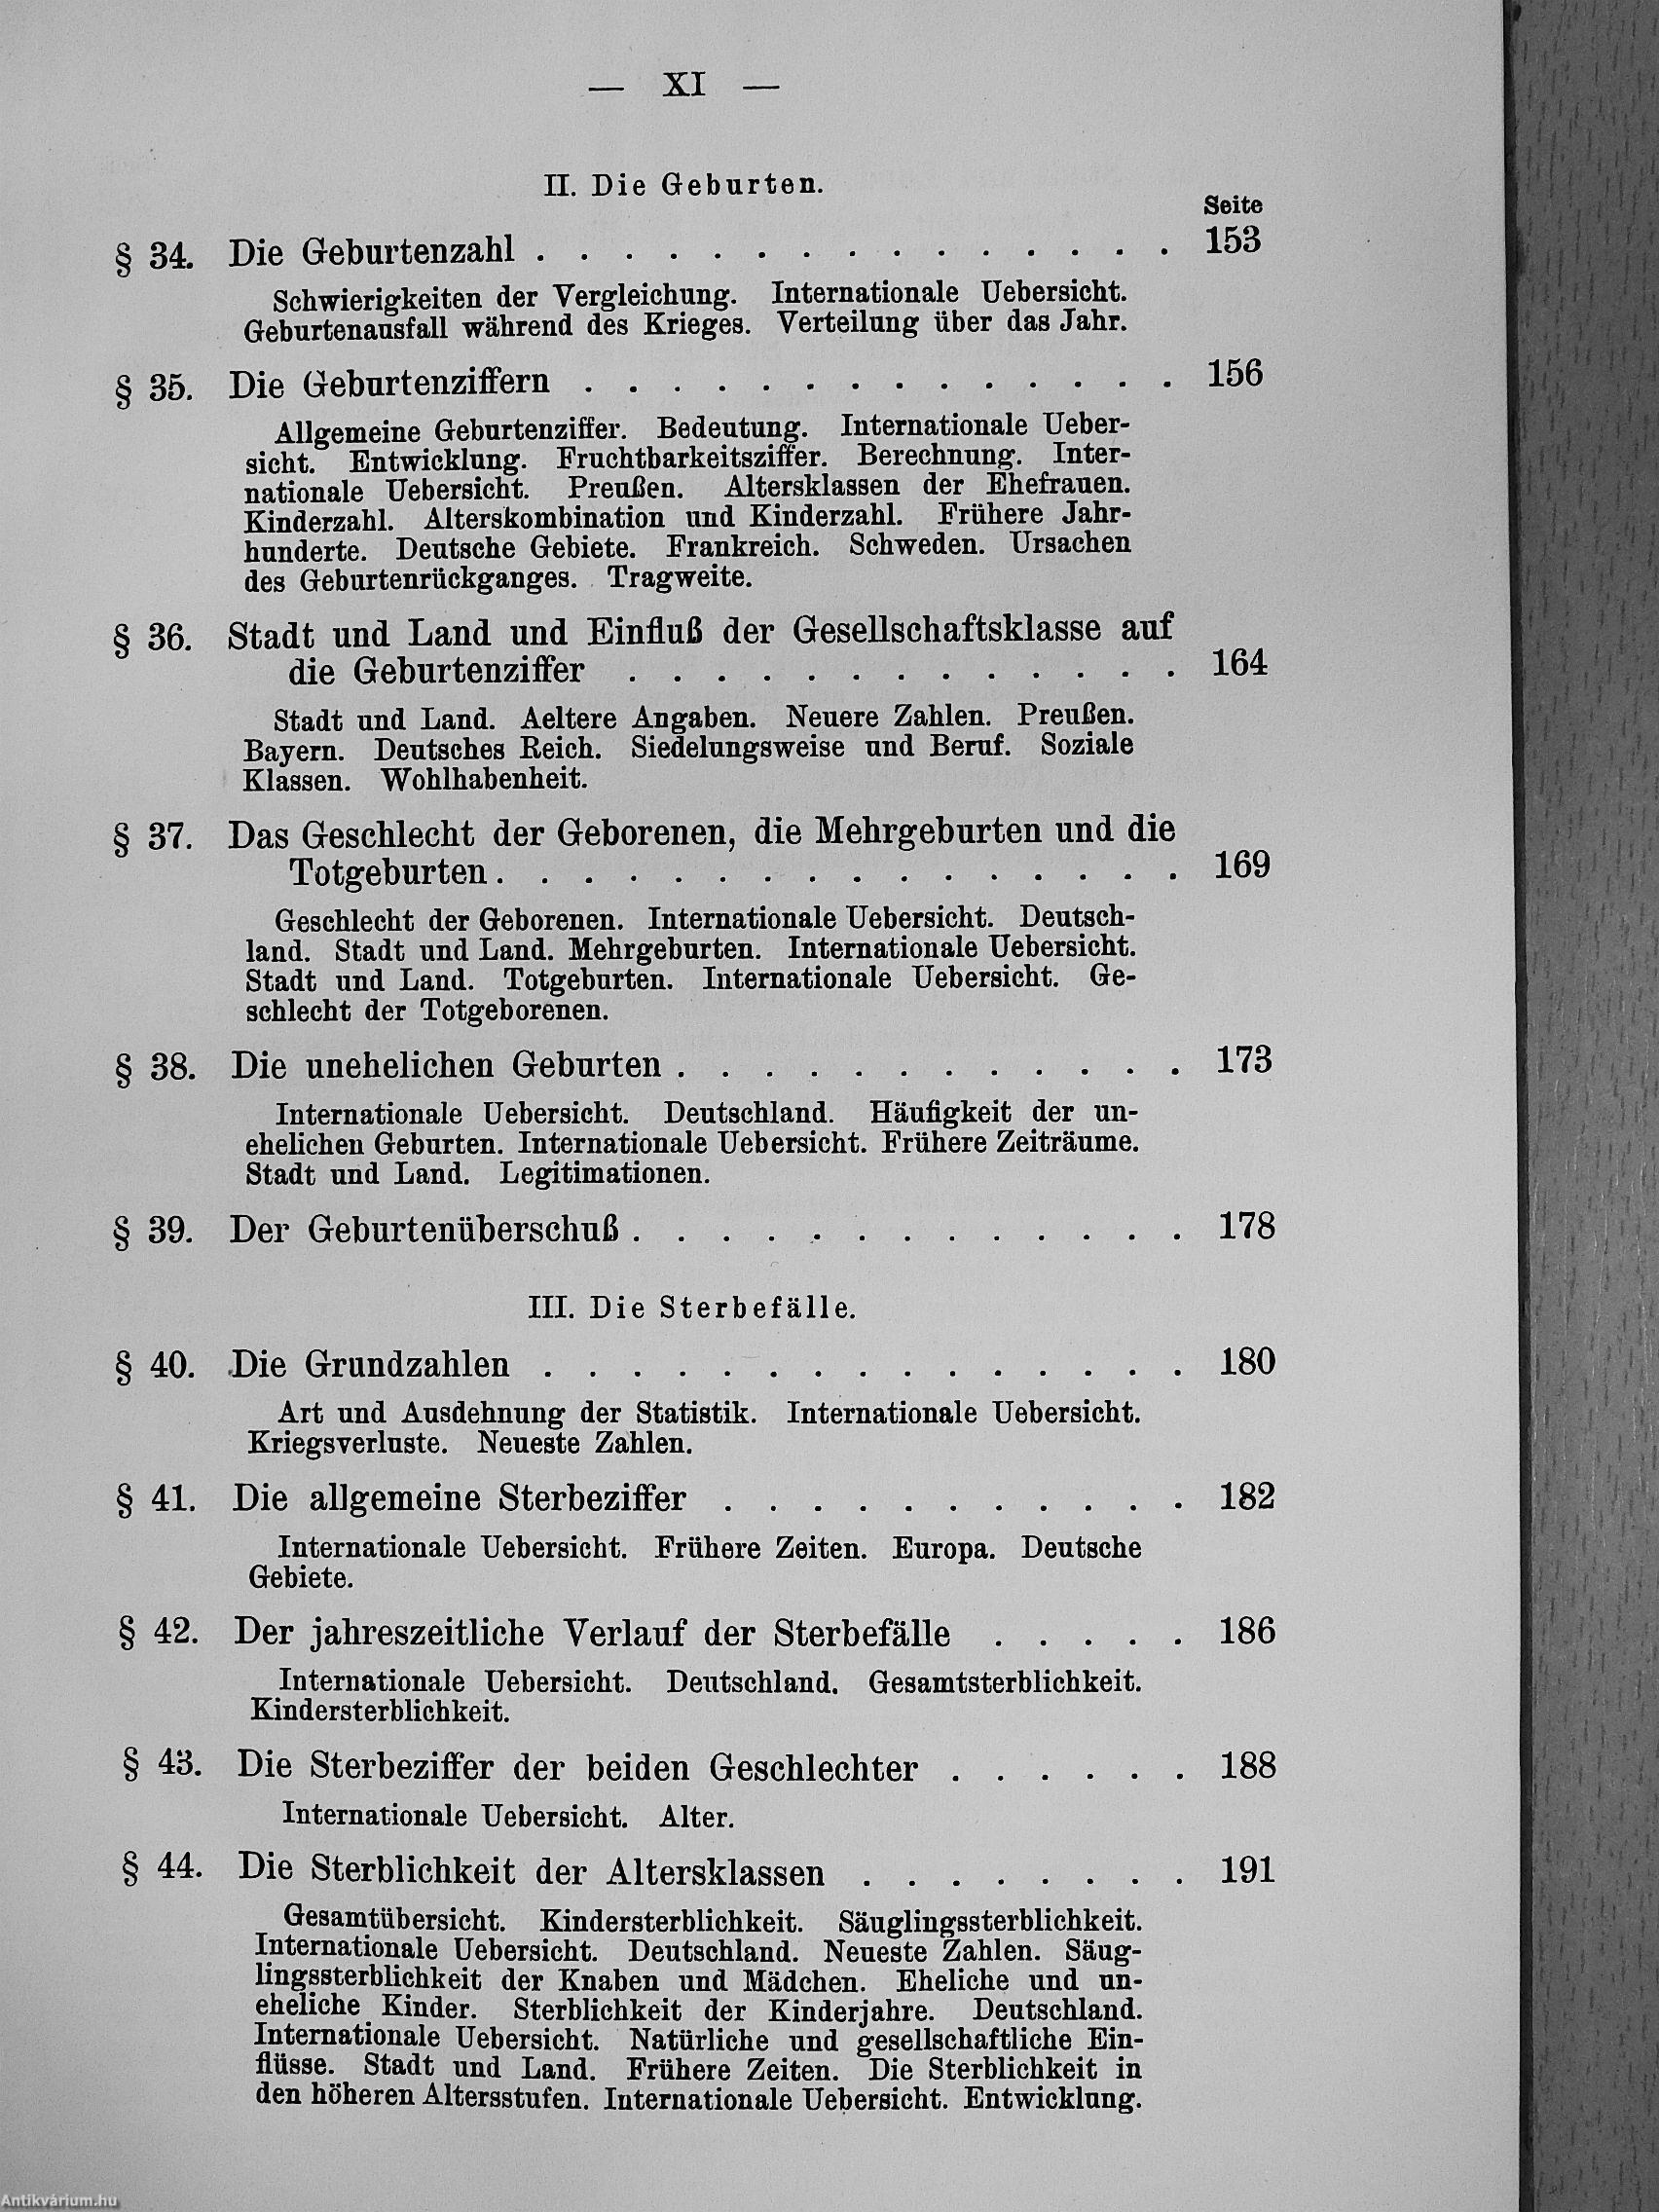 — XI —
II. Die Geburten.
Seite
§ 34. Die Geburtenzahl . . . . . . . . . . . . . . . 153
Schwierigkeiten der Vergleichung. Internationale Uebersicht.
Geburtenausfall während des Krieges. Verteilung über das Jahr.
§ 35. Die Geburtenziffern . . . . . . . . . . . . . . 156
Allgemeine Geburtenziffer. Bedeutung. Internationale Ueber-
sicht. Entwicklung. Fruchtbarkeitsziffer. Berechnung. Inter-
nationale Uebersicht. Preußen. Altersklassen der Ehefrauen.
Kinderzahl. Alterskombination und Kinderzahl. Frühere Jahr-
hunderte. Deutsche Gebiete. Frankreich. Schweden. Ursachen
des Geburtenrückganges. Tragweite.
§ 36. Stadt und Land und Einfluß der Gesellschaftsklasse auf
die Geburtenziffer . . . . . . . . . . . . . 164
Stadt und Land. Aeltere Angaben. Neuere Zahlen. Preußen.
Bayern. Deutsches Reich. Siedelungsweise und Beruf. Soziale
Klassen. Wohlhabenheit.
§ 37. Das Geschlecht der Geborenen, die Mehrgeburten und die
Totgeburten . . . . . . . . . . . . . . . . 169
Geschlecht der Geborenen. Internationale Uebersicht. Deutsch-
land. Stadt und Land. Mehrgeburten. Internationale Uebersicht.
Stadt und Land. Totgeburten. Internationale Uebersicht. Ge-
schlecht der Totgeborenen.
§ 38. Die unehelichen Geburten . . . . . . . . . . . . 173
Internationale Uebersicht. Deutschland. Häufigkeit der un-
ehelichen Geburten. Internationale Uebersicht. Frühere Zeiträume.
Stadt und Land. Legitimationen.
§ 39. Der Geburtenüberschuß . . . . . . . . . . . . . 178
III. Die Sterbefälle.
§ 40. Die Grundzahlen . . . . . . . . . . . . . . . 180
Art und Ausdehnung der Statistik. Internationale Uebersicht.
Kriegsverluste. Neueste Zahlen.
§ 41. Die allgemeine Sterbeziffer . . . . . . . . . . . 182
Internationale Uebersicht. Frühere Zeiten. Europa. Deutsche
Gebiete.
§ 42. Der jahreszeitliche Verlauf der Sterbefälle . . . . . 186
Internationale Uebersicht. Deutschland. Gesamtsterblichkeit.
Kindersterblichkeit.
§ 43. Die Sterbeziffer der beiden Geschlechter . . . . . . 188
Internationale Uebersicht. Alter.
§ 44. Die Sterblichkeit der Altersklassen . . . . . . . . 191
Gesamtübersicht. Kindersterblichkeit. Säuglingssterblichkeit.
Internationale Uebersicht. Deutschland. Neueste Zahlen. Säug-
lingssterblichkeit der Knaben und Mädchen. Eheliche und un-
eheliche Kinder. Sterblichkeit der Kinderjahre. Deutschland.
Internationale Uebersicht. Natürliche und gesellschaftliche Ein-
flüsse. Stadt und Land. Frühere Zeiten. Die Sterblichkeit in
den höheren Altersstufen. Internationale Uebersicht. Entwicklung.
Antikvárium.hu